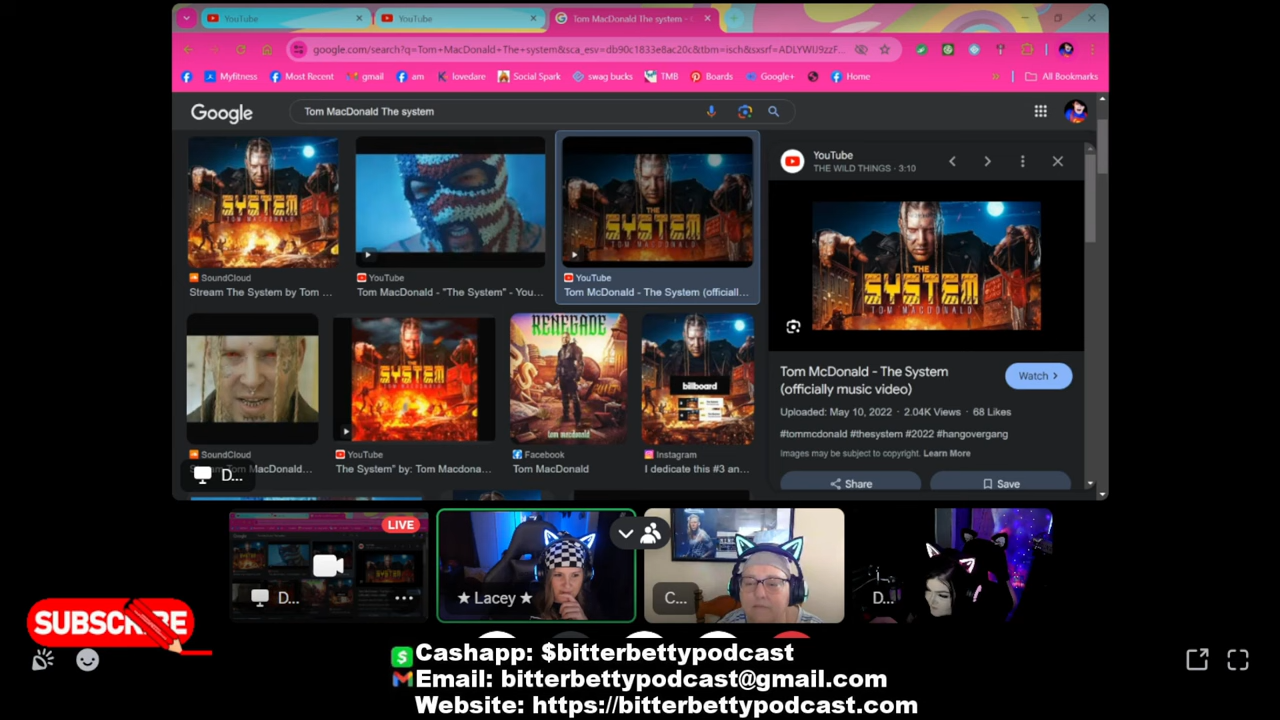 YouTube
YouTube
Tom MacDonald The system - G
google.com/search?q=Tom+MacDonald+The+system&sca_esv=db90c1833e8ac20c&tbm=isch&sxsrf=ADLYWIJ9zzF...
Myfitness
Most Recent
gmail
am
lovedare
Social Spark
swag bucks
TMB
Boards
Google+
Home
»
All Bookmarks
Google
Tom MacDonald The system
THE
SYSTEM
TOM MACDONALD
SoundCloud
Stream The System by Tom ...
YouTube
Tom MacDonald - "The System" - You...
THE
SYSTEM
TOM MACDONALD
YouTube
Tom McDonald - The System (officiall...
YouTube
THE WILD THINGS · 3:10
THE
SYSTEM
TOM MACDONALD
Tom McDonald - The System
(officially music video)
Watch
Uploaded: May 10, 2022 · 2.04K Views · 68 Likes
#tommcdonald #thesystem #2022 #hangovergang
Images may be subject to copyright. Learn More
Share
Save
SoundCloud
Tom MacDonald...
SYSTEM
YouTube
The System" by: Tom Macdona...
RENEGADE
tom macdonald
Facebook
Tom MacDonald
billboard
Instagram
I dedicate this #3 an...
D...
LIVE
D...
★ Lacey ★
C...
D...
SUBSCRIBE
Cashapp: $bitterbettypodcast
Email: bitterbettypodcast@gmail.com
Website: https://bitterbettypodcast.com